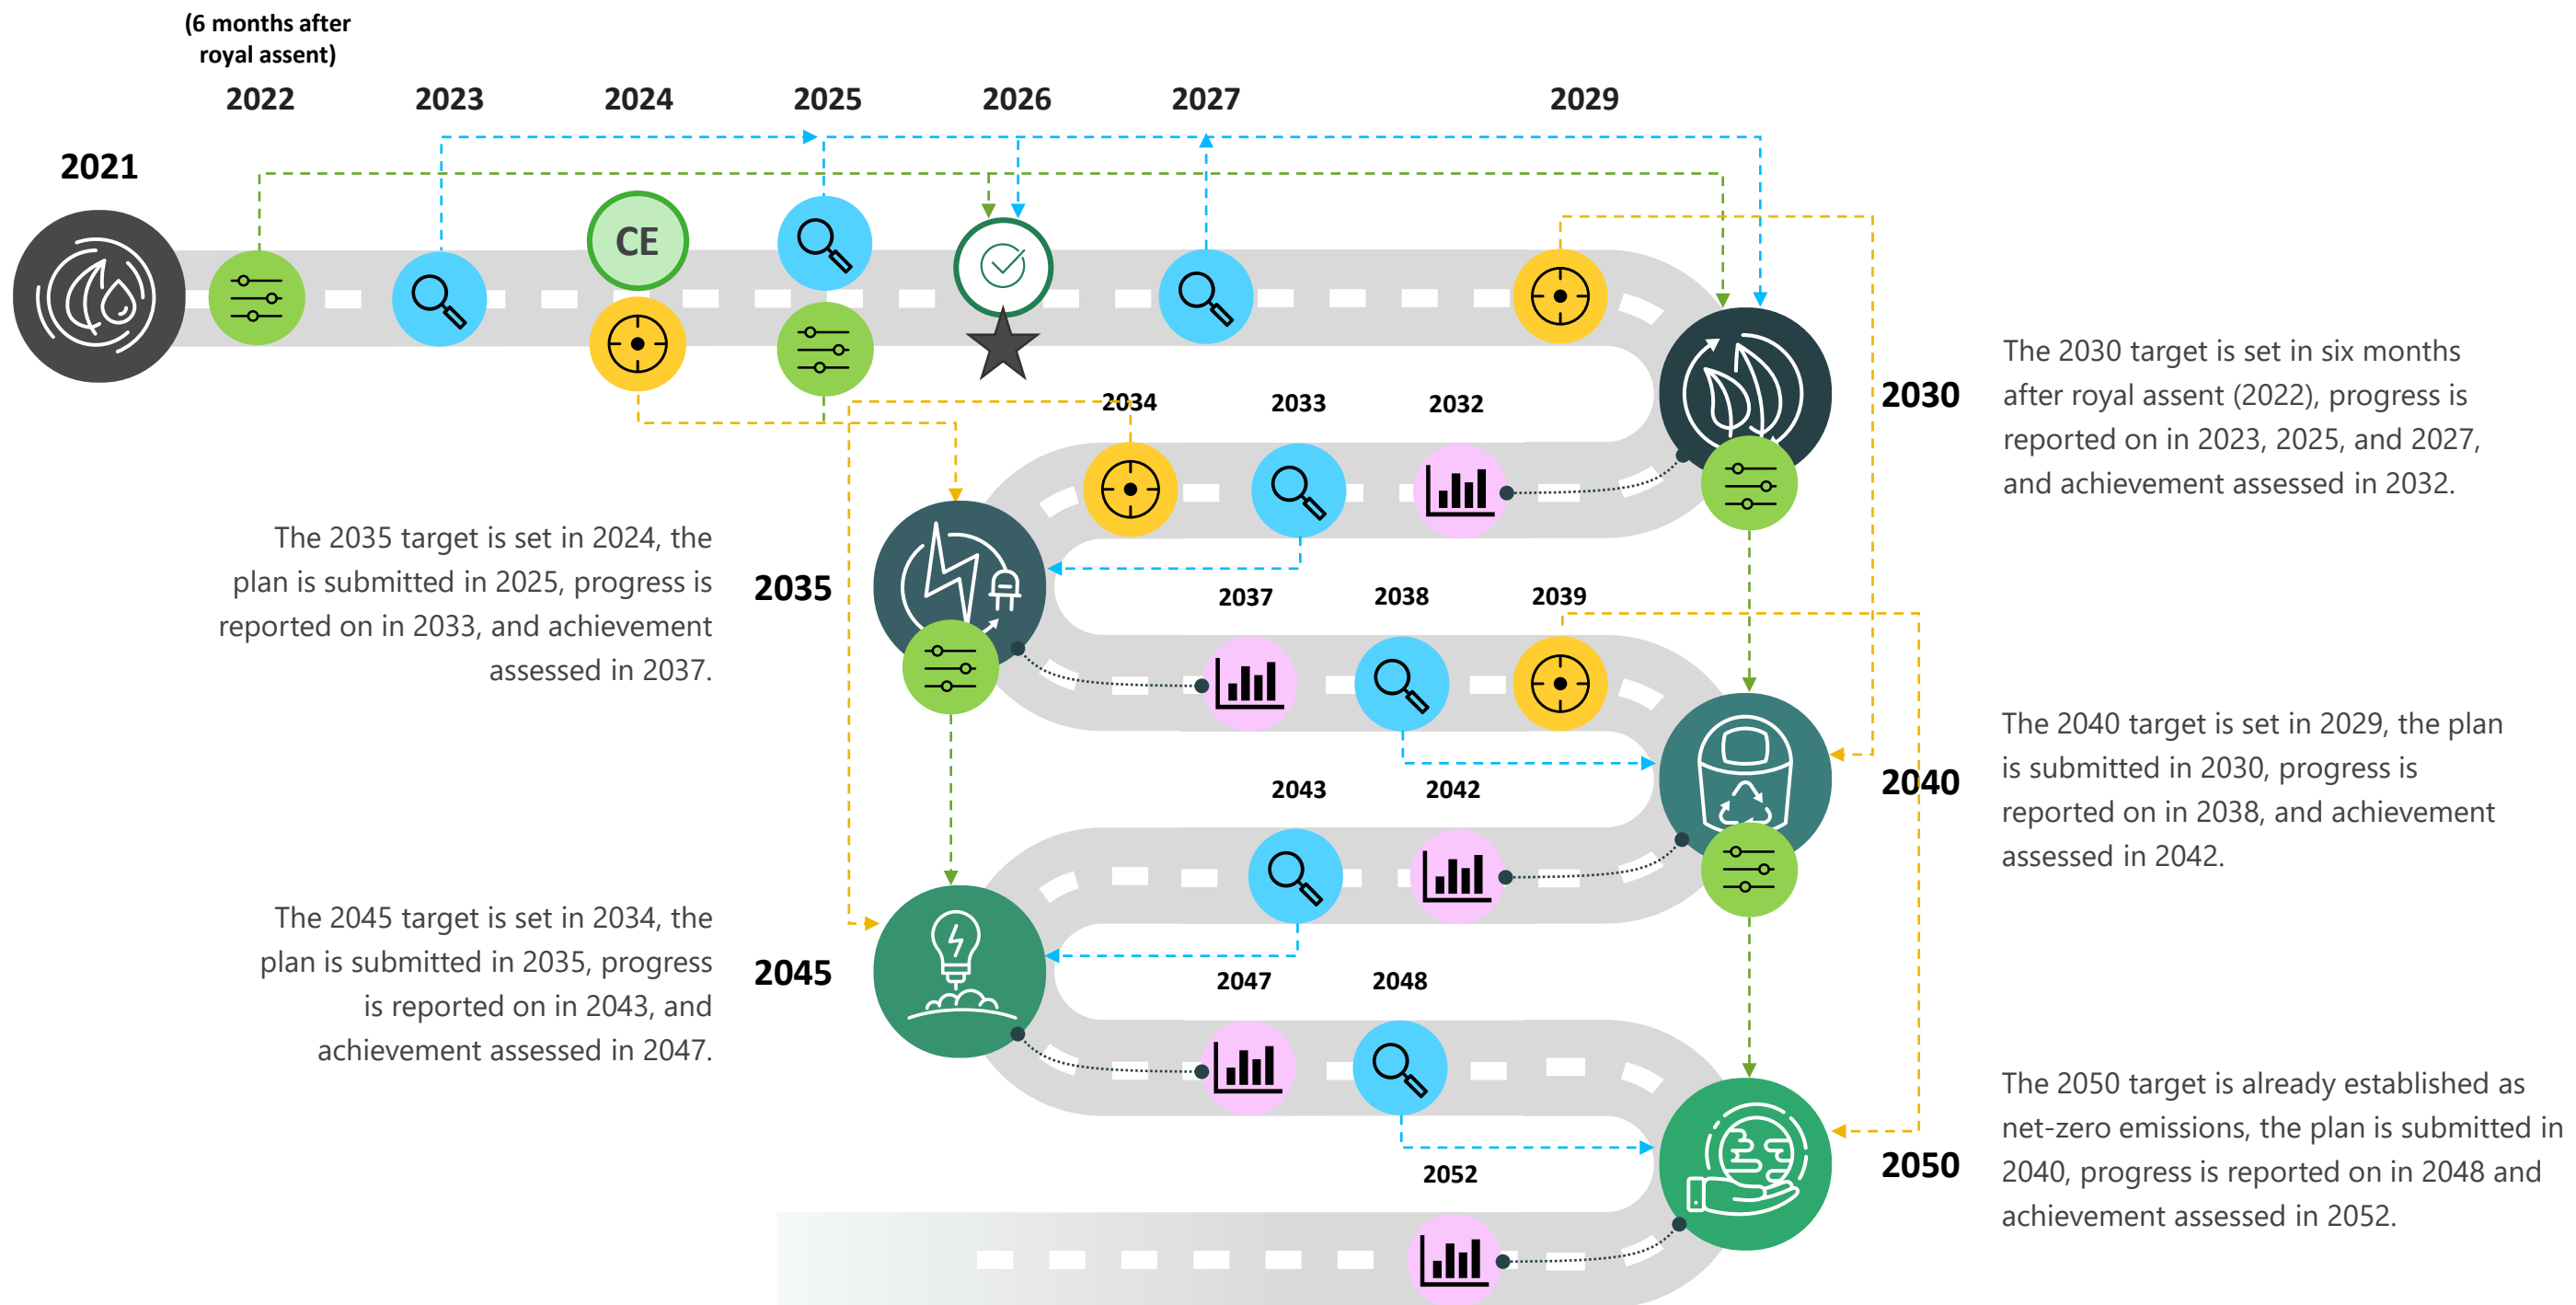 (6 months after
royal assent)
2022
2023
2024
2025
2026
2027
2029
2021
CE
2030
The 2030 target is set in six months
after royal assent (2022), progress is
reported on in 2023, 2025, and 2027,
and achievement assessed in 2032.
2034
2033
2032
The 2035 target is set in 2024, the
plan is submitted in 2025, progress is
reported on in 2033, and achievement
assessed in 2037.
2035
2037
2038
2039
2040
The 2040 target is set in 2029, the plan
is submitted in 2030, progress is
reported on in 2038, and achievement
assessed in 2042.
2043
2042
The 2045 target is set in 2034, the
plan is submitted in 2035, progress
is reported on in 2043, and
achievement assessed in 2047.
2045
2047
2048
2050
The 2050 target is already established as
net-zero emissions, the plan is submitted in
2040, progress is reported on in 2048 and
achievement assessed in 2052.
2052